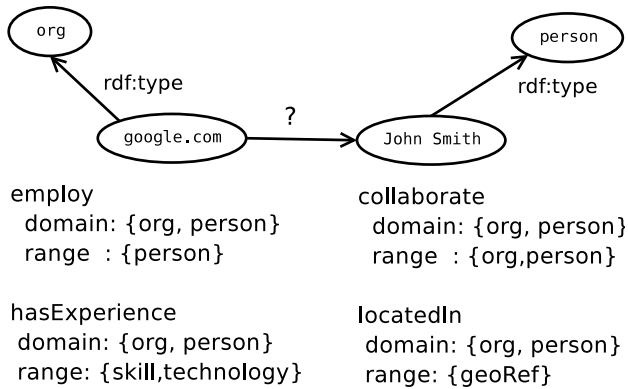 org
person
rdf:type
rdf:type
?
google.com
John Smith
employ
domain: {org, person}
range : {person}
collaborate
domain: {org, person}
range : {org,person}
hasExperience
domain: {org, person}
range: {skill,technology}
locatedIn
domain: {org, person}
range: {geoRef}